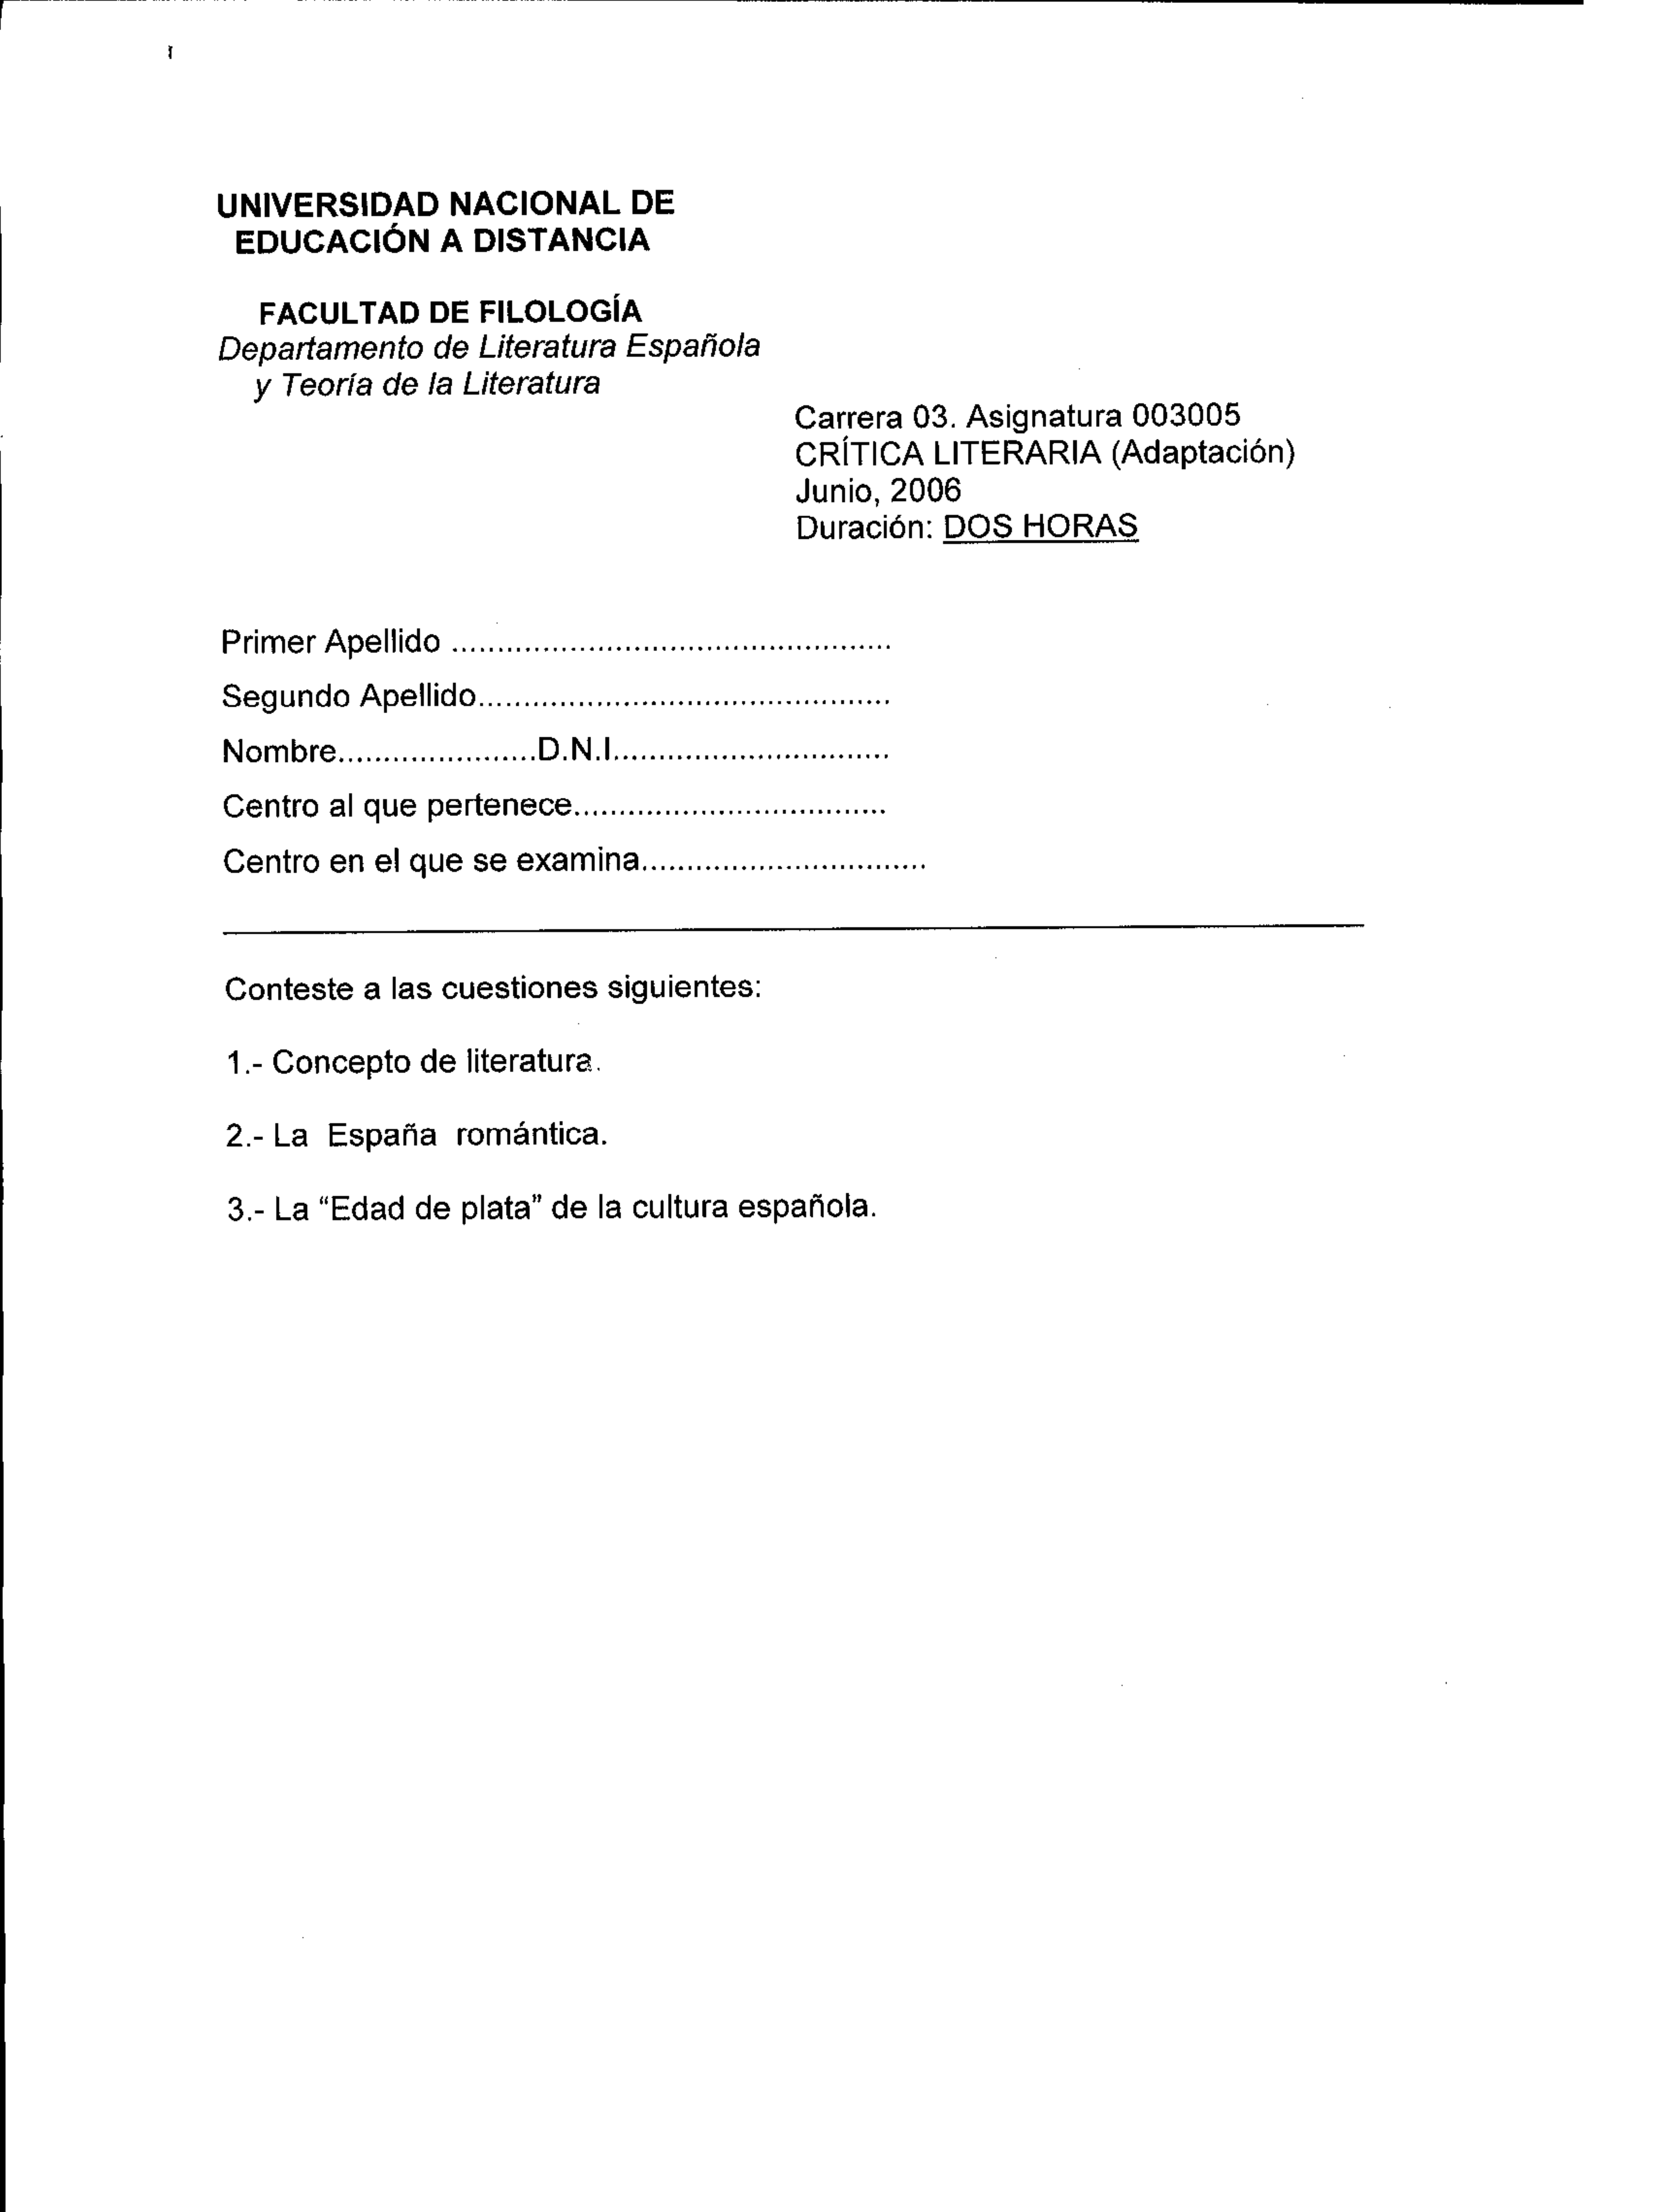 UNIVERSIDAD NACIONAL DE
EDUCACIÓN A DISTANCIA
FACULTAD DE FILOLOGÍA
Departamento de Literatura Española
y Teoría de la Literatura
Carrera 03. Asignatura 003005
CRÍTICA LITERARIA (Adaptación)
Junio, 2006
Duración: DOS HORAS
Primer Apellido ................................................
Segundo Apellido.............................................
Nombre......................D.N.I..............................
Centro al que pertenece..................................
Centro en el que se examina...............................
Conteste a las cuestiones siguientes:
1.- Concepto de literatura.
2.- La España romántica.
3.- La “Edad de plata” de la cultura española.